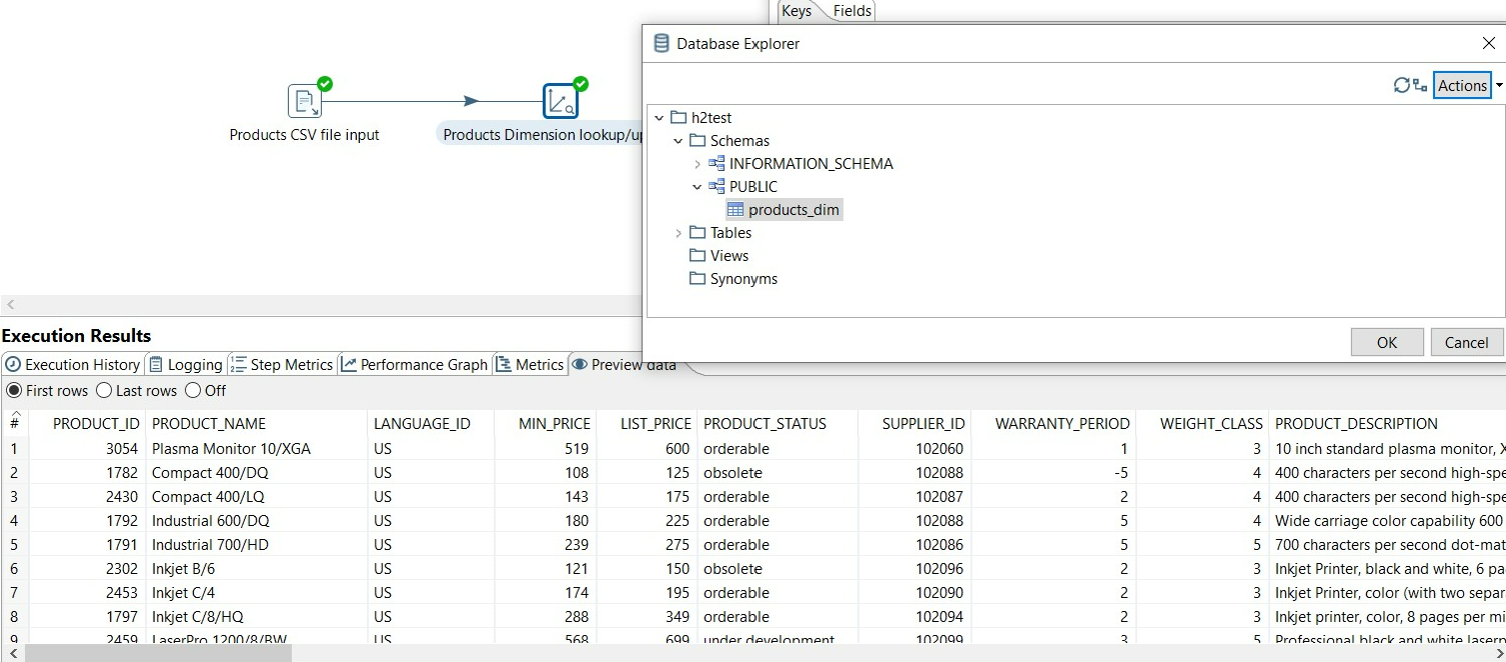 Keys Fields
Database Explorer
Actions
h2test
Schemas
INFORMATION_SCHEMA
PUBLIC
products_dim
Tables
Views
Synonyms
OK Cancel
Products CSV file input
Products Dimension lookup/up
Execution Results
Execution History Logging Step Metrics Performance Graph Metrics Preview data
First rows Last rows Off
# PRODUCT_ID PRODUCT_NAME LANGUAGE_ID MIN_PRICE LIST_PRICE PRODUCT_STATUS SUPPLIER_ID WARRANTY_PERIOD WEIGHT_CLASS PRODUCT_DESCRIPTION
1 3054 Plasma Monitor 10/XGA US 519 600 orderable 102060 1 3 10 inch standard plasma monitor, X
2 1782 Compact 400/DQ US 108 125 obsolete 102088 -5 4 400 characters per second high-spe
3 2430 Compact 400/LQ US 143 175 orderable 102087 2 4 400 characters per second high-spe
4 1792 Industrial 600/DQ US 180 225 orderable 102088 5 4 Wide carriage color capability 600
5 1791 Industrial 700/HD US 239 275 orderable 102086 5 5 700 characters per second dot-mat
6 2302 Inkjet B/6 US 121 150 obsolete 102096 2 3 Inkjet Printer, black and white, 6 pa
7 2453 Inkjet C/4 US 174 195 orderable 102090 2 3 Inkjet Printer, color (with two separ
8 1797 Inkjet C/8/HQ US 288 349 orderable 102094 2 3 Inkjet printer, color, 8 pages per mi
9 2459 LaserPro 1200/8/BW US 568 699 under development 102099 3 5 Professional black and white laserp